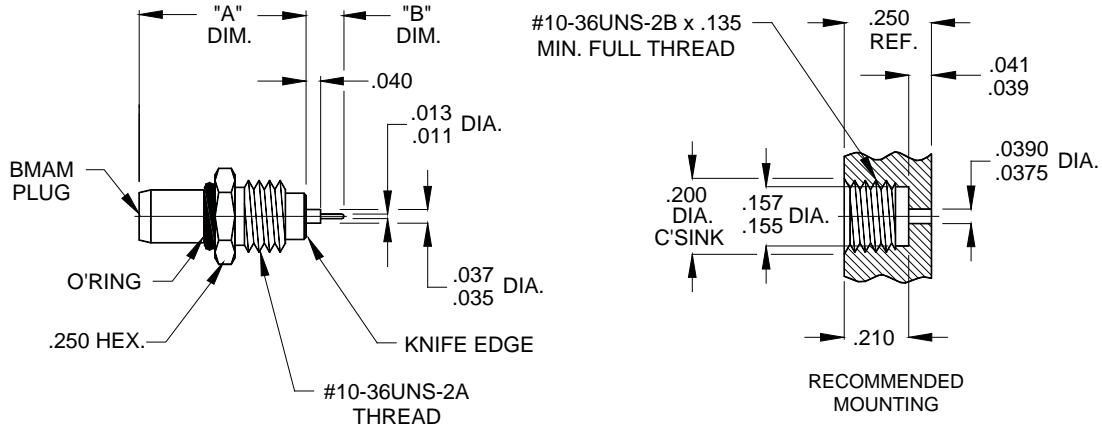 "A"
DIM.
"B"
DIM.
.040
.013
.011
DIA.
BMAM
PLUG
O'RING
.250 HEX.
.037
.035
DIA.
KNIFE EDGE
#10-36UNS-2A
THREAD
#10-36UNS-2B x .135
MIN. FULL THREAD
.250
REF.
.041
.039
.0390
.0375
DIA.
.200
DIA.
C'SINK
.157
.155
DIA.
.210
RECOMMENDED
MOUNTING